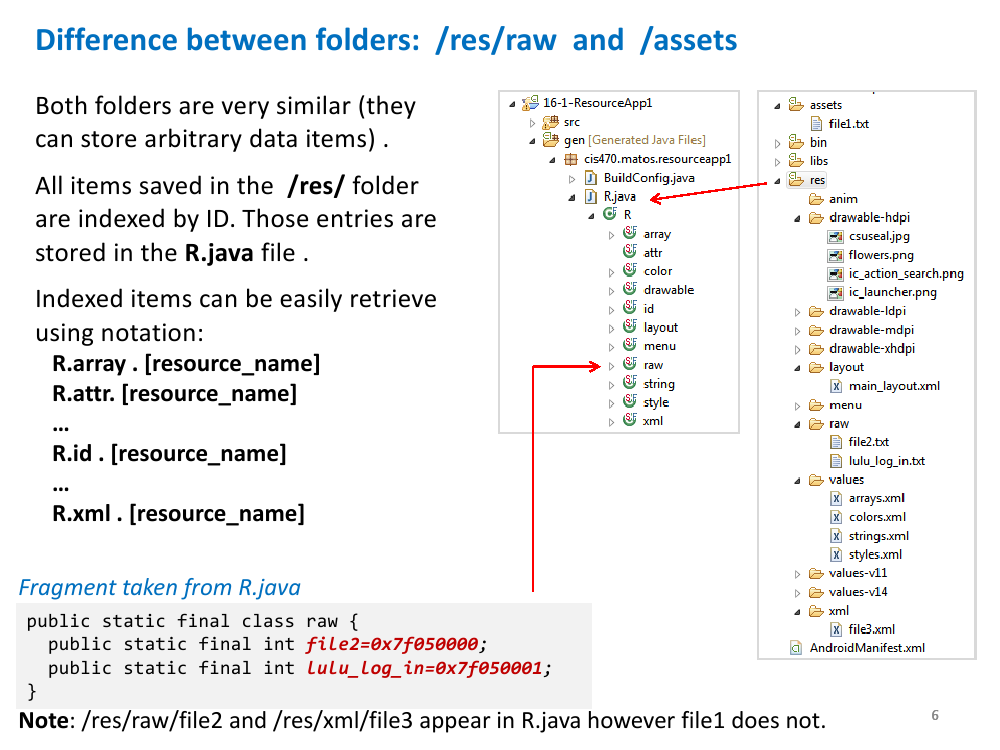 Difference between folders: /res/raw and /assets
Both folders are very similar (they
can store arbitrary data items) .
All items saved in the /res/ folder
are indexed by ID. Those entries are
stored in the R.java file .
Indexed items can be easily retrieve
using notation:
R.array . [resource_name]
R.attr. [resource_name]
…
R.id . [resource_name]
…
R.xml . [resource_name]
16-1-ResourceApp1
src
gen [Generated Java Files]
cis470.matos.resourceapp1
BuildConfig.java
R.java
R
array
attr
color
drawable
id
layout
menu
raw
string
style
xml
assets
file1.txt
bin
libs
res
anim
drawable-hdpi
csuseal.jpg
flowers.png
ic_action_search.png
ic_launcher.png
drawable-ldpi
drawable-mdpi
drawable-xhdpi
layout
main_layout.xml
menu
raw
file2.txt
lulu_log_in.txt
values
arrays.xml
colors.xml
strings.xml
styles.xml
values-v11
values-v14
xml
file3.xml
AndroidManifest.xml
Fragment taken from R.java
public static final class raw {
public static final int file2=0x7f050000;
public static final int lulu_log_in=0x7f050001;
}
Note: /res/raw/file2 and /res/xml/file3 appear in R.java however file1 does not.
6